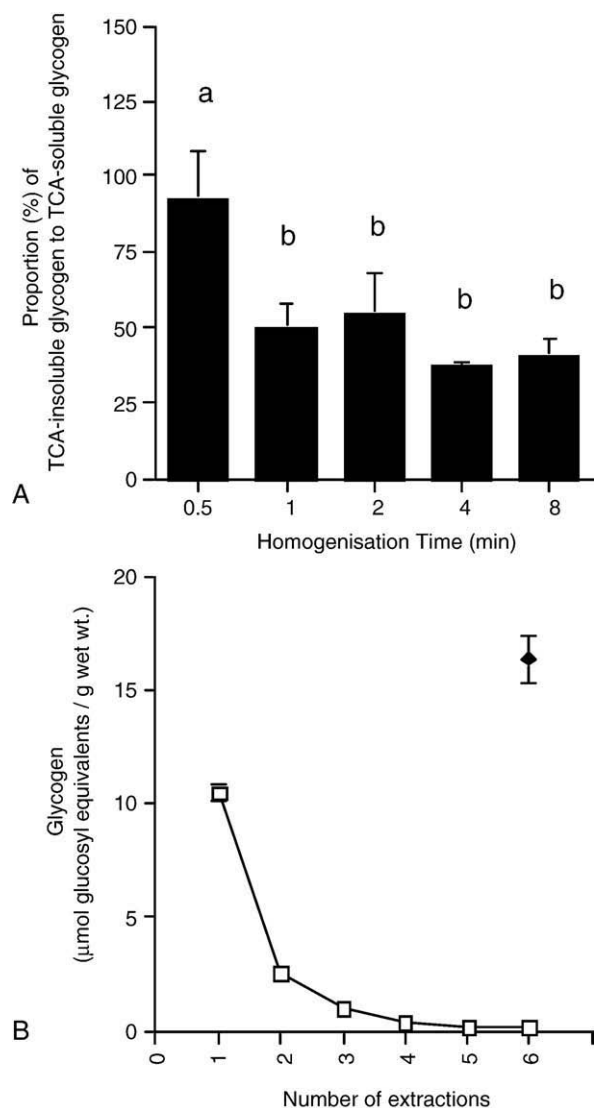 Proportion (%) of
TCA-insoluble glycogen to TCA-soluble glycogen
150
125
100
75
50
25
0
a
b
b
b
b
0.5
1
2
4
8
A
Homogenisation Time (min)
Glycogen
(μmol glucosyl equivalents / g wet wt.)
20
15
10
5
0
B
0
1
2
3
4
5
6
Number of extractions